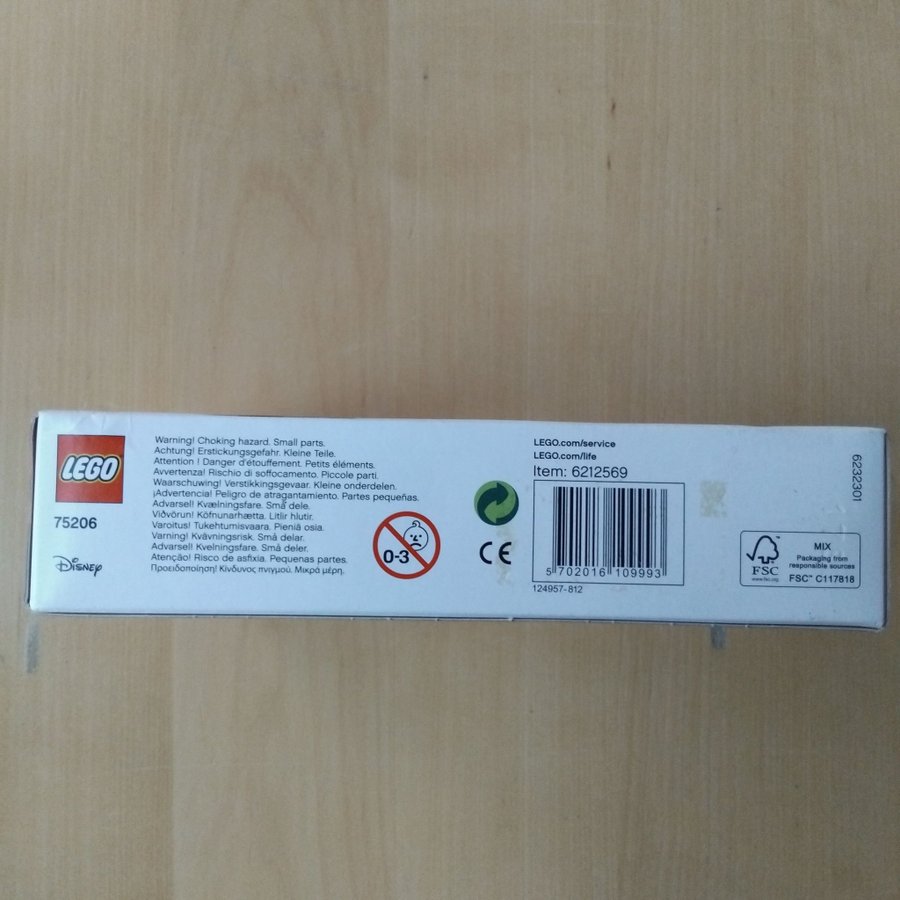 LEGO
75206
Disney
Warning! Choking hazard. Small parts.
Achtung! Erstickungsgefahr. Kleine Teile.
Attention ! Danger d'étouffement. Petits éléments.
Avvertenza! Rischio di soffocamento. Piccole parti.
Waarschuwing! Verstikkingsgevaar. Kleine onderdelen.
¡Advertencia! Peligro de atragantamiento. Partes pequeñas.
Advarsel! Kvælningsfare. Små dele.
Viðvörun! Köfnunarhætta. Litlir hlutir.
Varoitus! Tukehtumisvaara. Pieniä osia.
Varning! Kvävningsrisk. Små delar.
Advarsel! Kvelningsfare. Små deler.
Atenção! Risco de asfixia. Pequenas partes.
Προειδοποίηση! Κίνδυνος πνιγμού. Μικρά μέρη.
0-3
CE
LEGO.com/service
LEGO.com/life
Item: 6212569
5 702016 109993
124957-812
FSC
www.fsc.org
MIX
Packaging from
responsible sources
FSC™ C117818
6232301